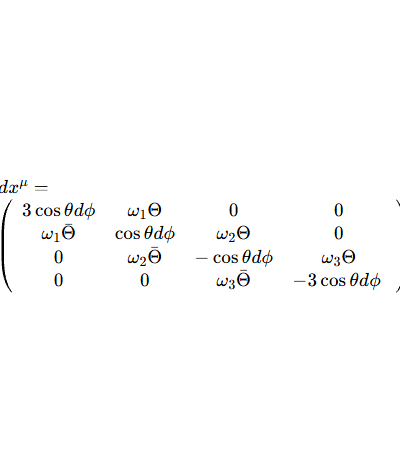 dx^μ =
3 cos θdϕ ω₁Θ 0 0
ω₁Θ̄ cos θdϕ ω₂Θ 0
0 ω₂Θ̄ − cos θdϕ ω₃Θ
0 0 ω₃Θ̄ −3 cos θdϕ